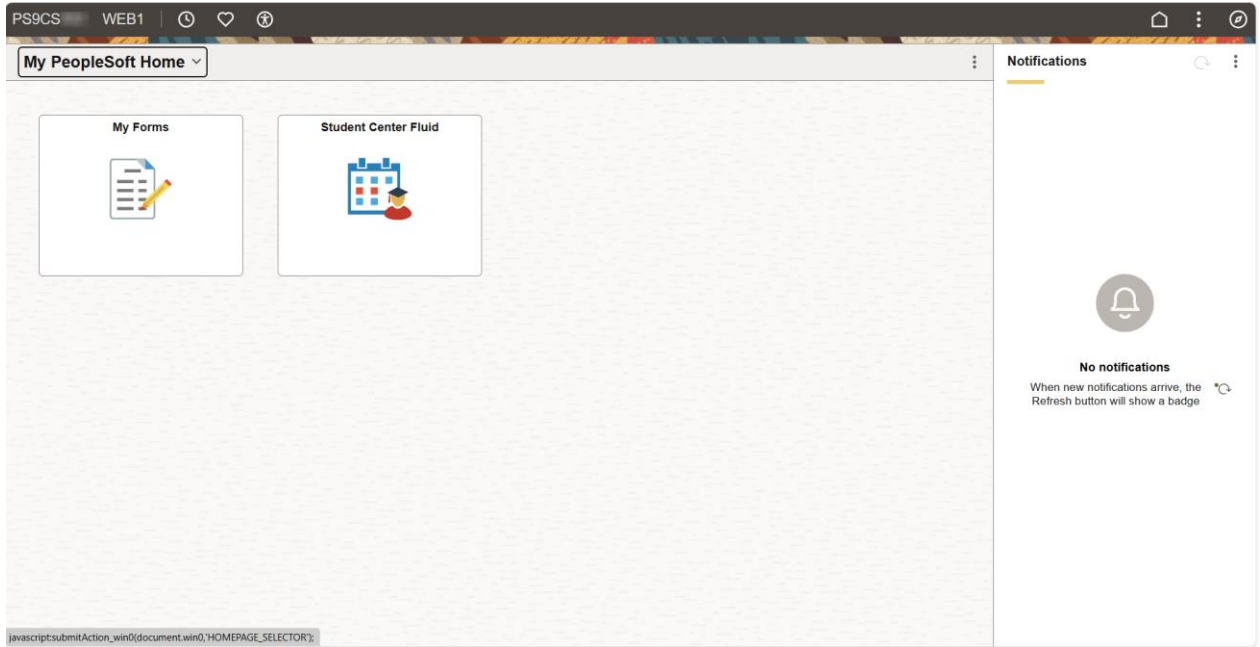 PS9CS WEB1
My PeopleSoft Home
Notifications
My Forms
Student Center Fluid
No notifications
When new notifications arrive, the
Refresh button will show a badge
javascript:submitAction_win0(document.win0,'HOMEPAGE_SELECTOR');